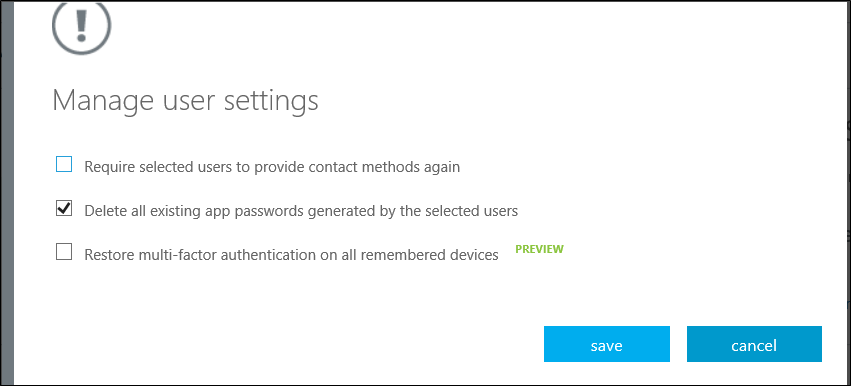 Manage user settings
Require selected users to provide contact methods again
Delete all existing app passwords generated by the selected users
Restore multi-factor authentication on all remembered devices PREVIEW
save cancel